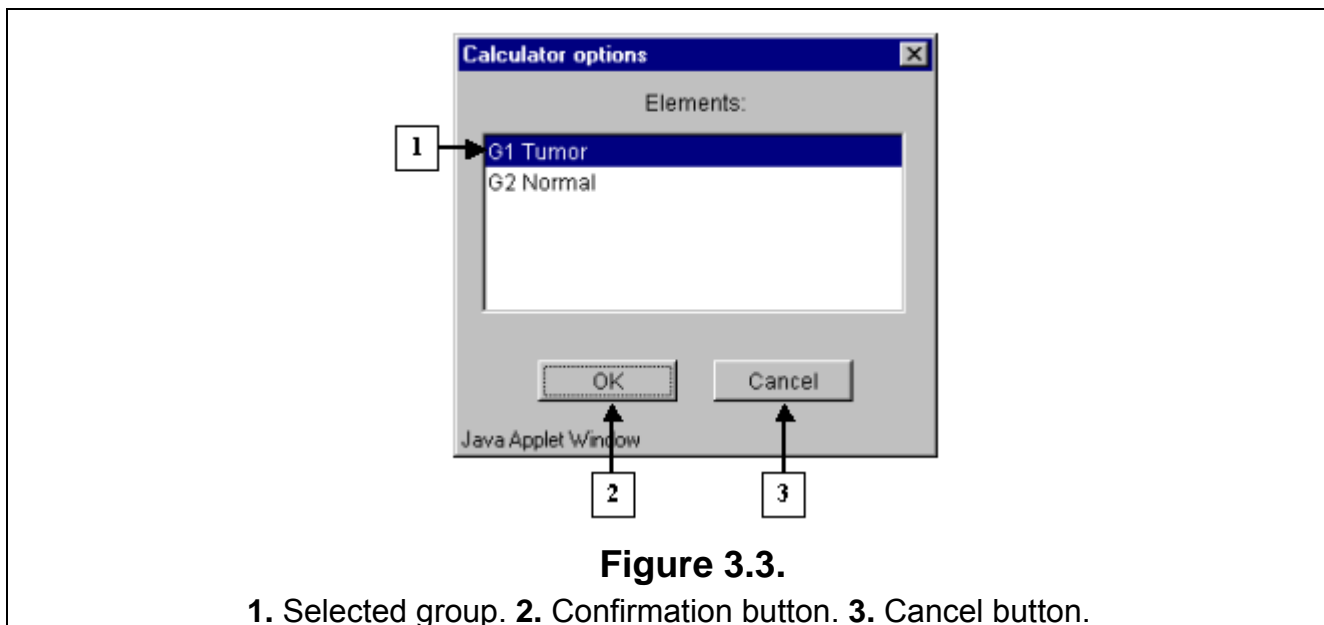 Calculator options
Elements:
1
G1 Tumor
G2 Normal
OK
Cancel
Java Applet Window
2
3
Figure 3.3.
1. Selected group. 2. Confirmation button. 3. Cancel button.